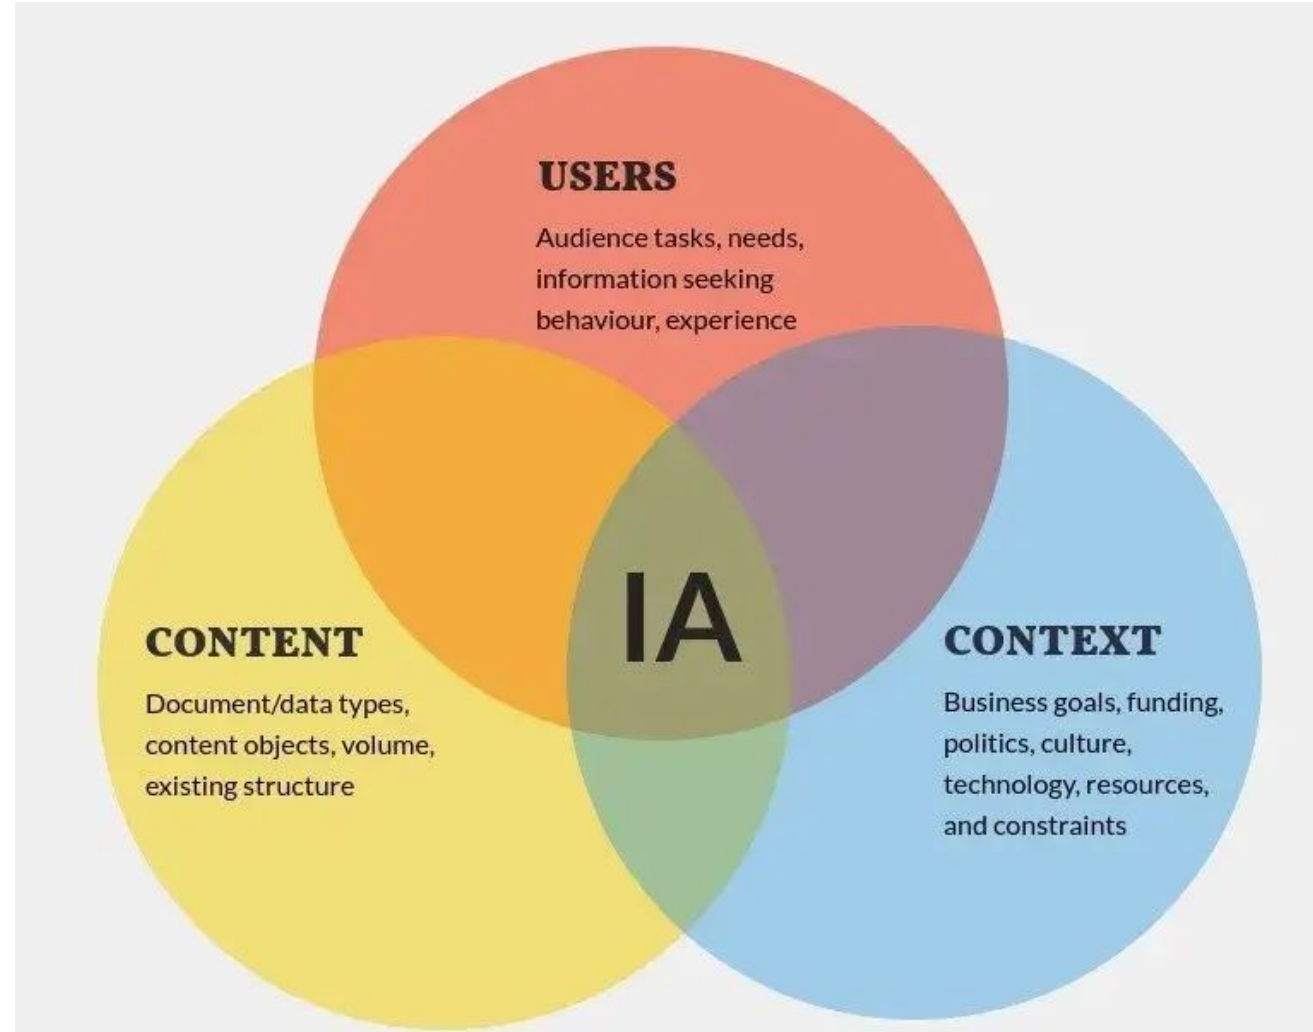 USERS
Audience tasks, needs,
information seeking
behaviour, experience
IA
CONTENT
Document/data types,
content objects, volume,
existing structure
CONTEXT
Business goals, funding,
politics, culture,
technology, resources,
and constraints